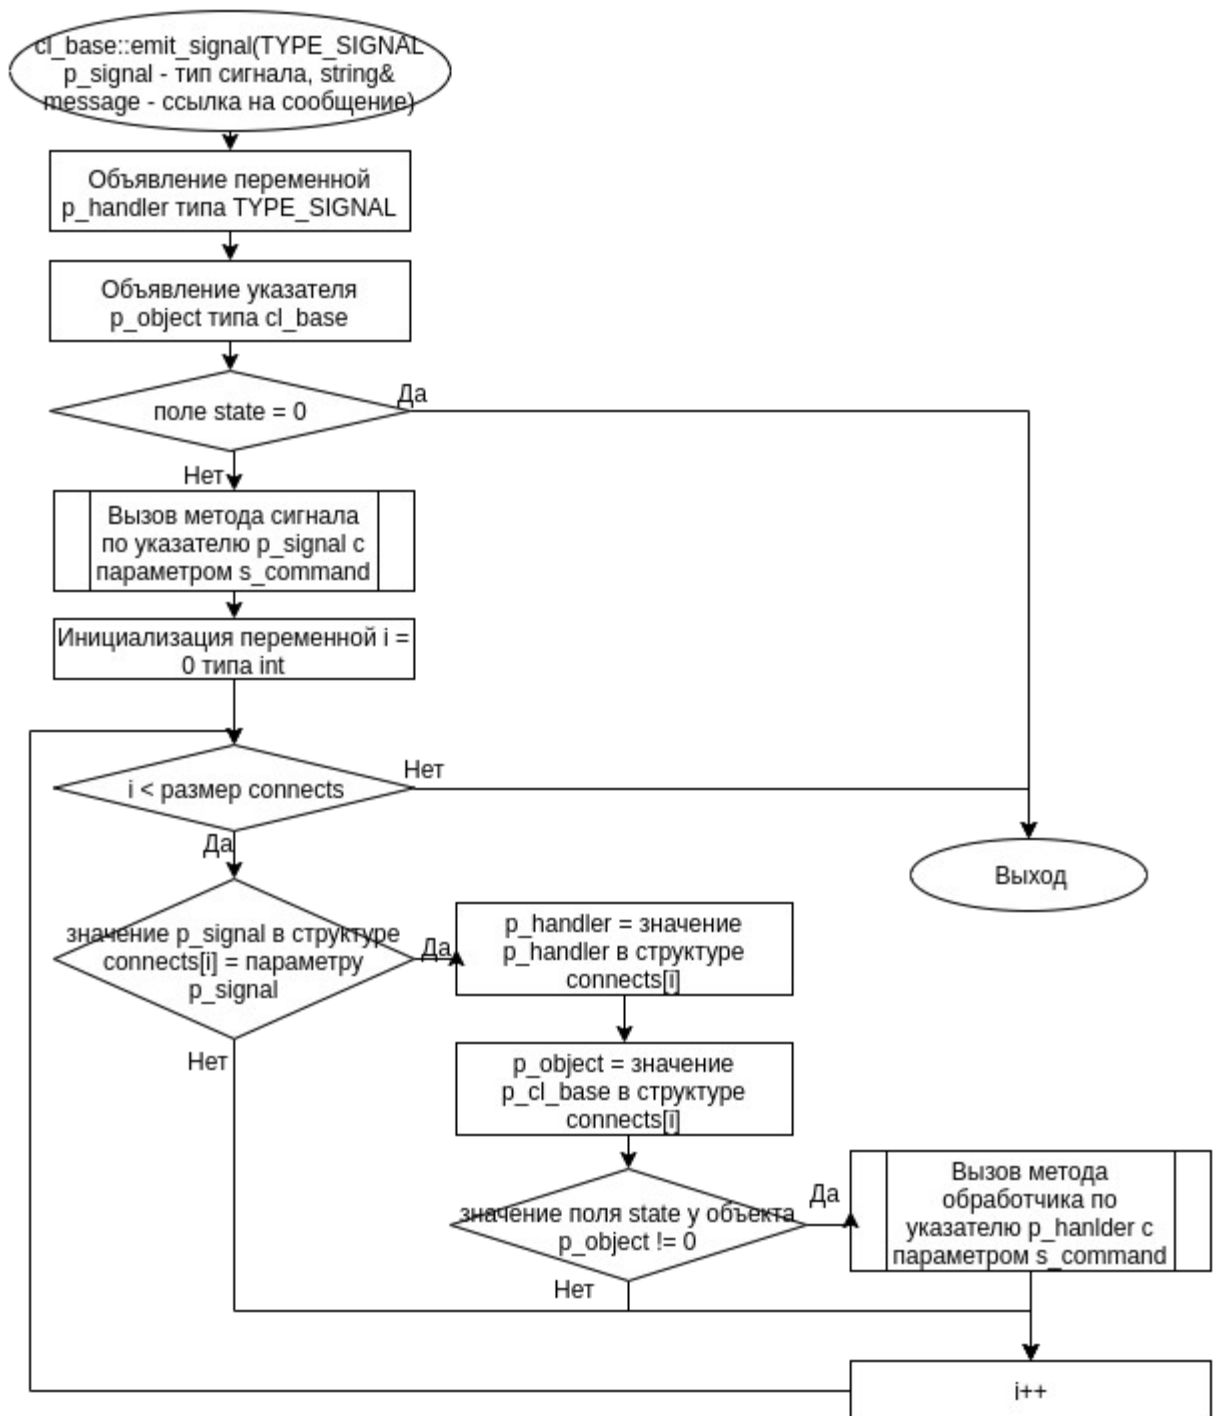 cl_base::emit_signal(TYPE_SIGNAL
p_signal - тип сигнала, string&
message - ссылка на сообщение)
Объявление переменной
p_handler типа TYPE_SIGNAL
Объявление указателя
p_object типа cl_base
поле state = 0
Да
Нет
Вызов метода сигнала
по указателю p_signal с
параметром s_command
Инициализация переменной i =
0 типа int
i < размер connects
Нет
Да
Выход
значение p_signal в структуре
connects[i] = параметру
p_signal
Да
Нет
p_handler = значение
p_handler в структуре
connects[i]
p_object = значение
p_cl_base в структуре
connects[i]
значение поля state у объекта
p_object != 0
Да
Нет
Вызов метода
обработчика по
указателю p_hanlder с
параметром s_command
i++